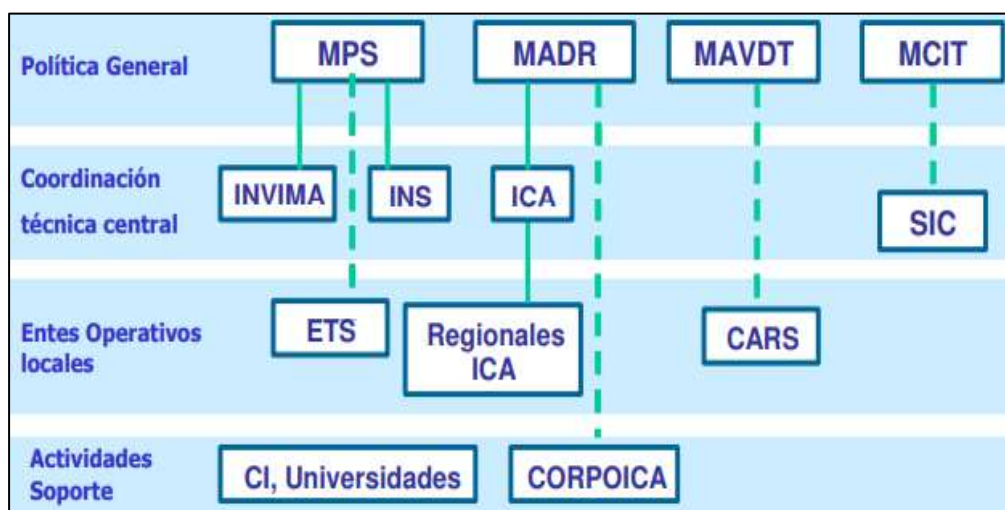 Política General
MPS
MADR
MAVDT
MCIT
Coordinación
técnica central
INVIMA
INS
ICA
SIC
Entes Operativos
locales
ETS
Regionales
ICA
CARS
Actividades
Soporte
CI, Universidades
CORPOICA